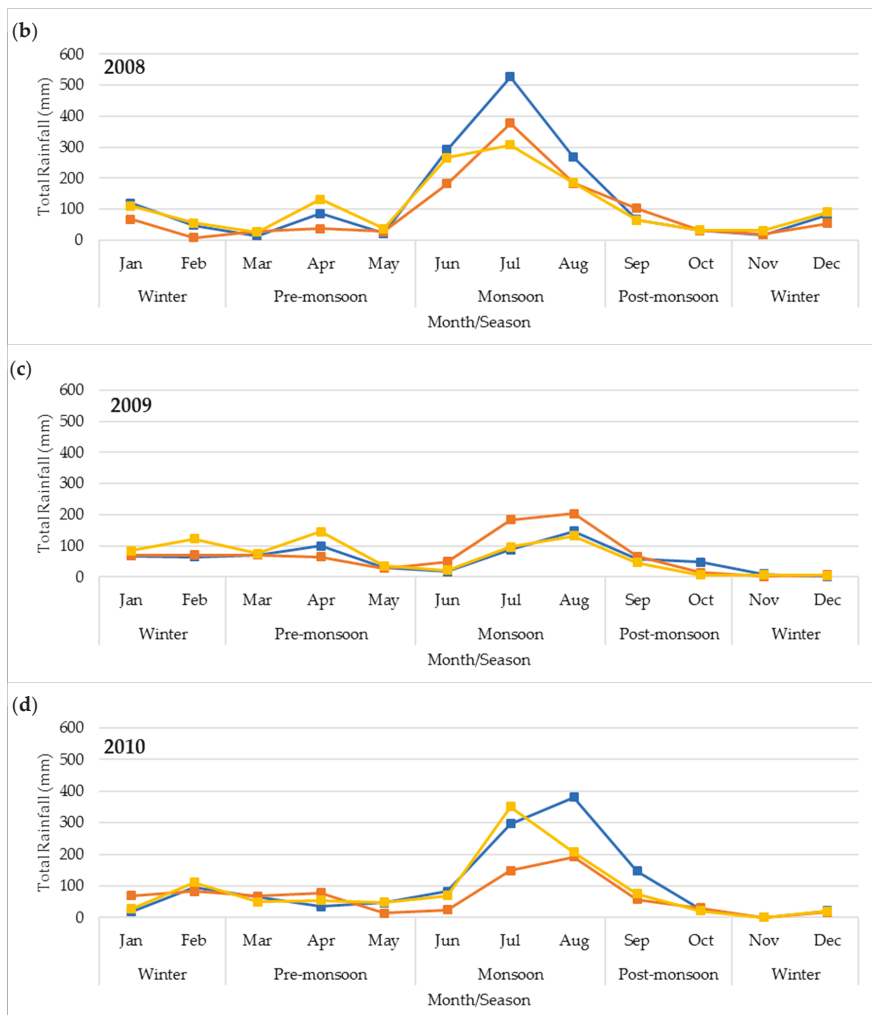 (b)
2008
Total Rainfall (mm)
600
500
400
300
200
100
0
Jan Feb Mar Apr May Jun Jul Aug Sep Oct Nov Dec
Winter Pre-monsoon Monsoon Post-monsoon Winter
Month/Season
(c)
2009
Total Rainfall (mm)
600
500
400
300
200
100
0
Jan Feb Mar Apr May Jun Jul Aug Sep Oct Nov Dec
Winter Pre-monsoon Monsoon Post-monsoon Winter
Month/Season
(d)
2010
Total Rainfall (mm)
600
500
400
300
200
100
0
Jan Feb Mar Apr May Jun Jul Aug Sep Oct Nov Dec
Winter Pre-monsoon Monsoon Post-monsoon Winter
Month/Season